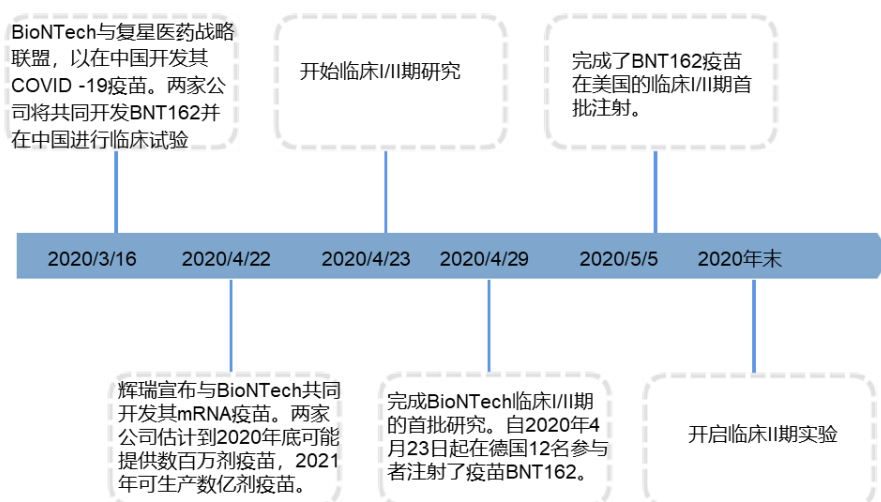 BioNTech与复星医药战略
联盟，以在中国开发其
COVID -19疫苗。两家公
司将共同开发BNT162并
在中国进行临床试验
开始临床I/II期研究
完成了BNT162疫苗
在美国的临床I/II期首
批注射。
2020/3/16
2020/4/22
2020/4/23
2020/4/29
2020/5/5
2020年末
辉瑞宣布与BioNTech共同
开发其mRNA疫苗。两家
公司估计到2020年底可能
提供数百万剂疫苗，2021
年可生产数亿剂疫苗。
完成BioNTech临床I/II期
的首批研究。自2020年4
月23日起在德国12名参与
者注射了疫苗BNT162。
开启临床II期实验